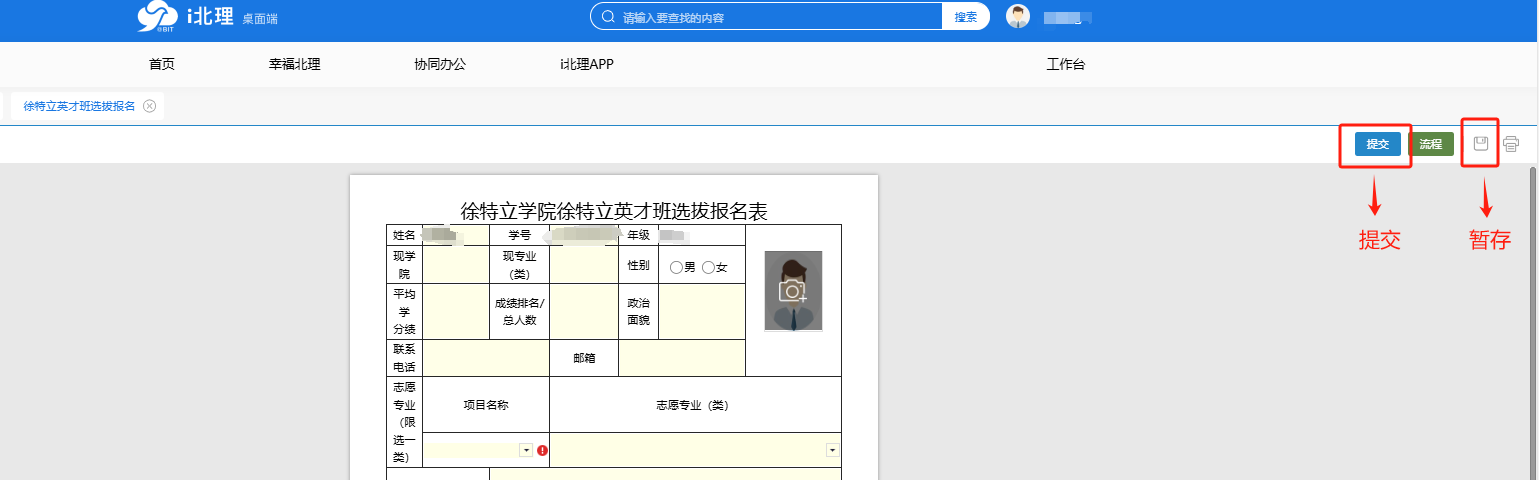 i北理 桌面端
@BIT
请输入要查找的内容
搜索
首页
幸福北理
协同办公
i北理APP
工作台
徐特立英才班选拔报名
提交
流程
提交
暂存
徐特立学院徐特立英才班选拔报名表
姓名
学号
年级
现学
院
现专业
（类）
性别
男
女
平均
学
分绩
成绩排名/
总人数
政治
面貌
联系
电话
邮箱
志愿
专业
（限
选一
类）
项目名称
志愿专业（类）